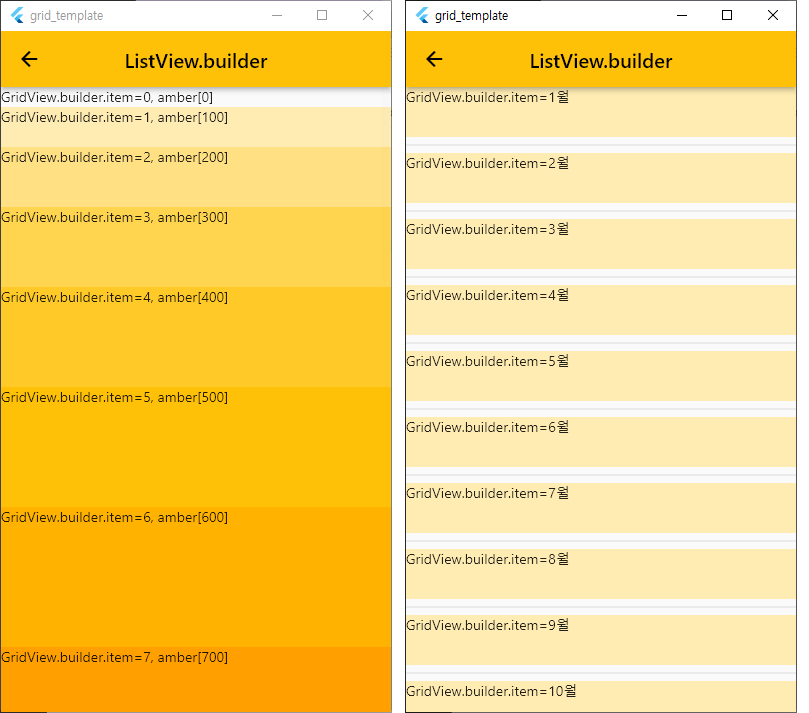 grid_template
ListView.builder
GridView.builder.item=0, amber[0]
GridView.builder.item=1, amber[100]
GridView.builder.item=2, amber[200]
GridView.builder.item=3, amber[300]
GridView.builder.item=4, amber[400]
GridView.builder.item=5, amber[500]
GridView.builder.item=6, amber[600]
GridView.builder.item=7, amber[700]
grid_template
ListView.builder
GridView.builder.item=1월
GridView.builder.item=2월
GridView.builder.item=3월
GridView.builder.item=4월
GridView.builder.item=5월
GridView.builder.item=6월
GridView.builder.item=7월
GridView.builder.item=8월
GridView.builder.item=9월
GridView.builder.item=10월